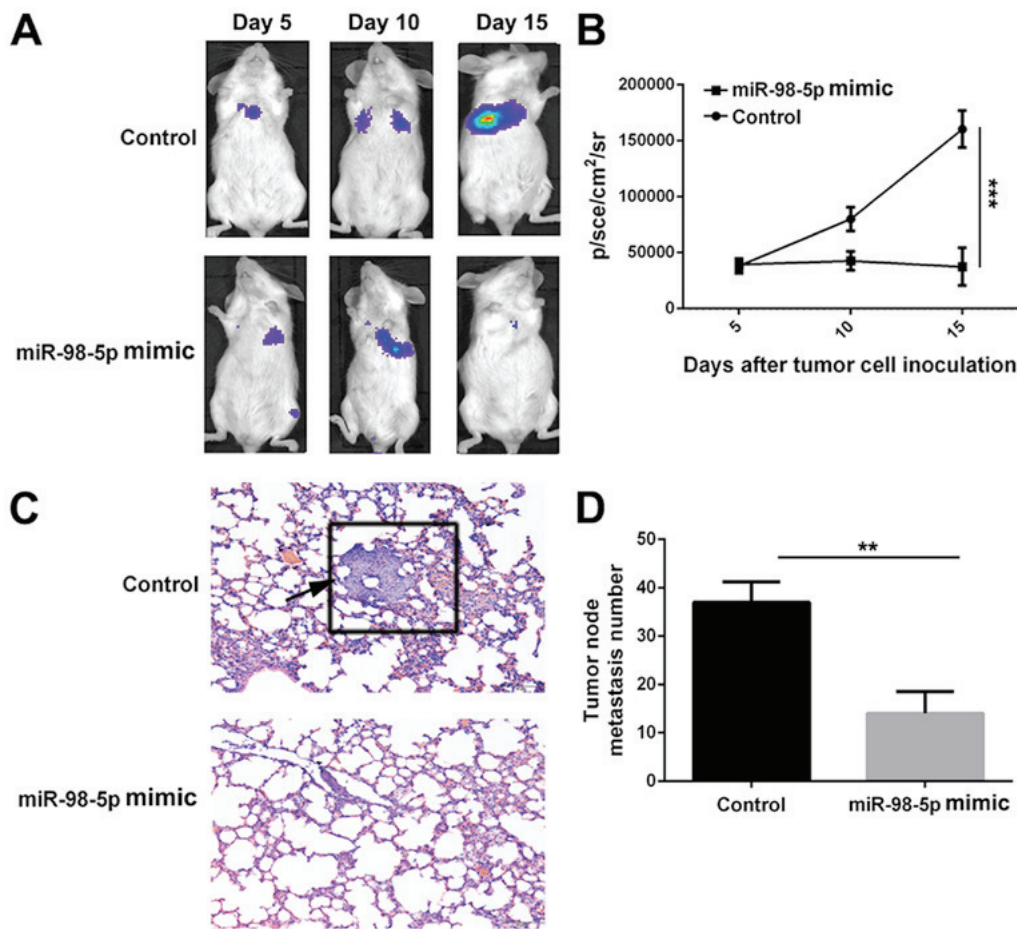 A
Day 5 Day 10 Day 15
Control
miR-98-5p mimic
B
200000
150000
100000
50000
0
p/sce/cm²/sr
miR-98-5p mimic
Control
***
5 10 15
Days after tumor cell inoculation
C
Control
miR-98-5p mimic
D
50
40
30
20
10
0
Tumor node
metastasis number
**
Control miR-98-5p mimic